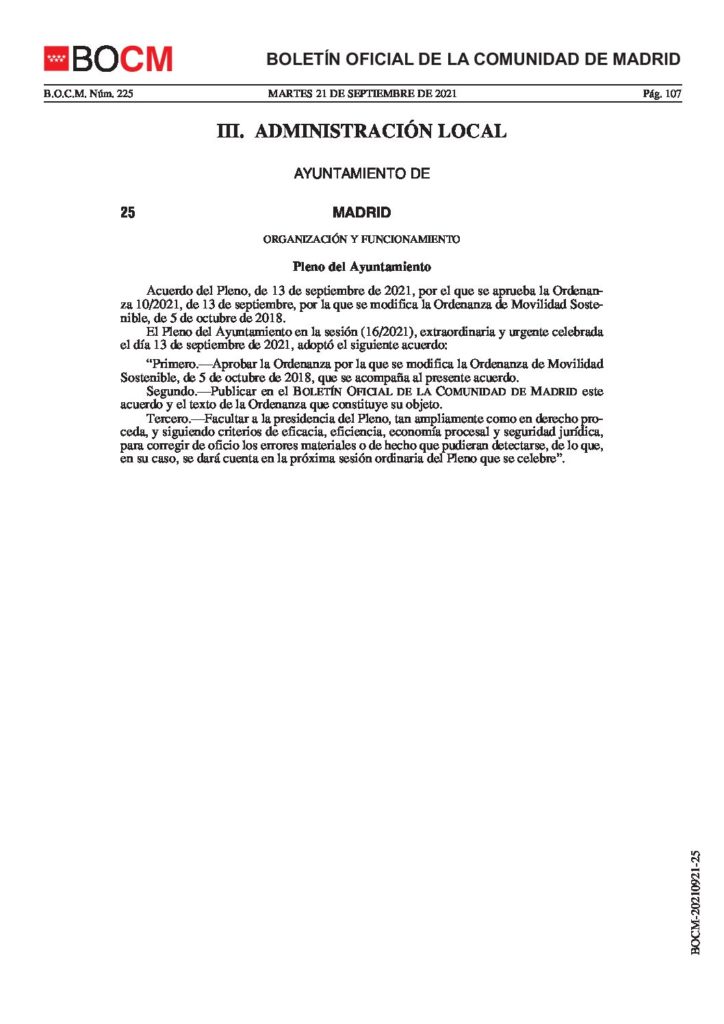 BOCM
BOLETÍN OFICIAL DE LA COMUNIDAD DE MADRID
B.O.C.M. Núm. 225
MARTES 21 DE SEPTIEMBRE DE 2021
Pág. 107
III. ADMINISTRACIÓN LOCAL
AYUNTAMIENTO DE
25
MADRID
ORGANIZACIÓN Y FUNCIONAMIENTO
Pleno del Ayuntamiento
Acuerdo del Pleno, de 13 de septiembre de 2021, por el que se aprueba la Ordenan-
za 10/2021, de 13 de septiembre, por la que se modifica la Ordenanza de Movilidad Soste-
nible, de 5 de octubre de 2018.
El Pleno del Ayuntamiento en la sesión (16/2021), extraordinaria y urgente celebrada
el día 13 de septiembre de 2021, adoptó el siguiente acuerdo:
“Primero.—Aprobar la Ordenanza por la que se modifica la Ordenanza de Movilidad
Sostenible, de 5 de octubre de 2018, que se acompaña al presente acuerdo.
Segundo.—Publicar en el BOLETÍN OFICIAL DE LA COMUNIDAD DE MADRID este
acuerdo y el texto de la Ordenanza que constituye su objeto.
Tercero.—Facultar a la presidencia del Pleno, tan ampliamente como en derecho pro-
ceda, y siguiendo criterios de eficacia, eficiencia, economía procesal y seguridad jurídica,
para corregir de oficio los errores materiales o de hecho que pudieran detectarse, de lo que,
en su caso, se dará cuenta en la próxima sesión ordinaria del Pleno que se celebre”.
BOCM-20210921-25